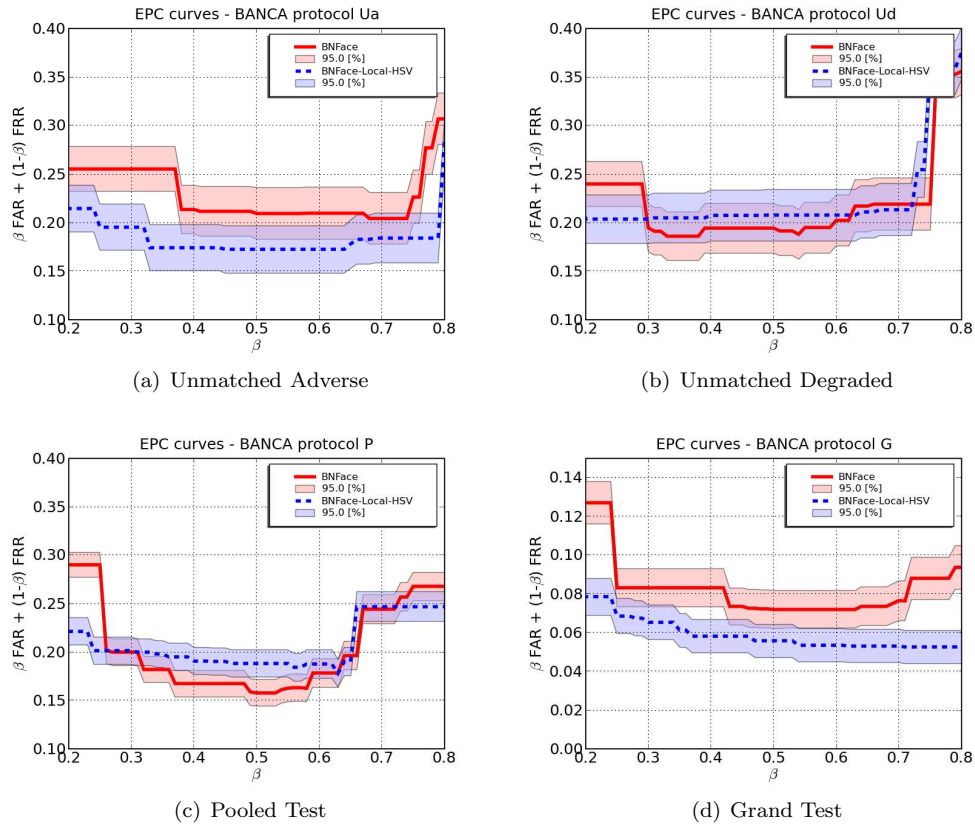 EPC curves - BANCA protocol Ua
β FAR + (1-β) FRR
0.40
0.35
0.30
0.25
0.20
0.15
0.10
BNFace
95.0 [%]
BNFace-Local-HSV
95.0 [%]
0.2 0.3 0.4 0.5 0.6 0.7 0.8
β
(a) Unmatched Adverse
EPC curves - BANCA protocol Ud
β FAR + (1-β) FRR
0.40
0.35
0.30
0.25
0.20
0.15
0.10
BNFace
95.0 [%]
BNFace-Local-HSV
95.0 [%]
0.2 0.3 0.4 0.5 0.6 0.7 0.8
β
(b) Unmatched Degraded
EPC curves - BANCA protocol P
β FAR + (1-β) FRR
0.40
0.35
0.30
0.25
0.20
0.15
0.10
BNFace
95.0 [%]
BNFace-Local-HSV
95.0 [%]
0.2 0.3 0.4 0.5 0.6 0.7 0.8
β
(c) Pooled Test
EPC curves - BANCA protocol G
β FAR + (1-β) FRR
0.14
0.12
0.10
0.08
0.06
0.04
0.02
0.00
BNFace
95.0 [%]
BNFace-Local-HSV
95.0 [%]
0.2 0.3 0.4 0.5 0.6 0.7 0.8
β
(d) Grand Test